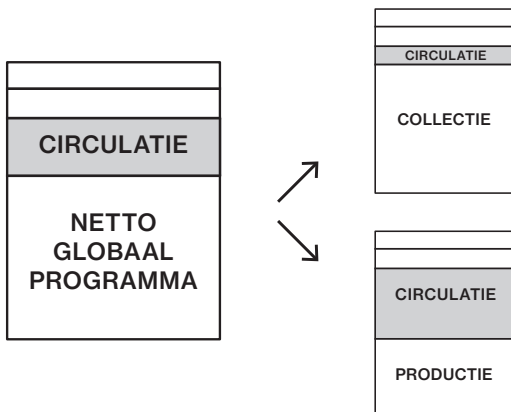 CIRCULATIE
NETTO
GLOBAAL
PROGRAMMA
CIRCULATIE
COLLECTIE
CIRCULATIE
PRODUCTIE